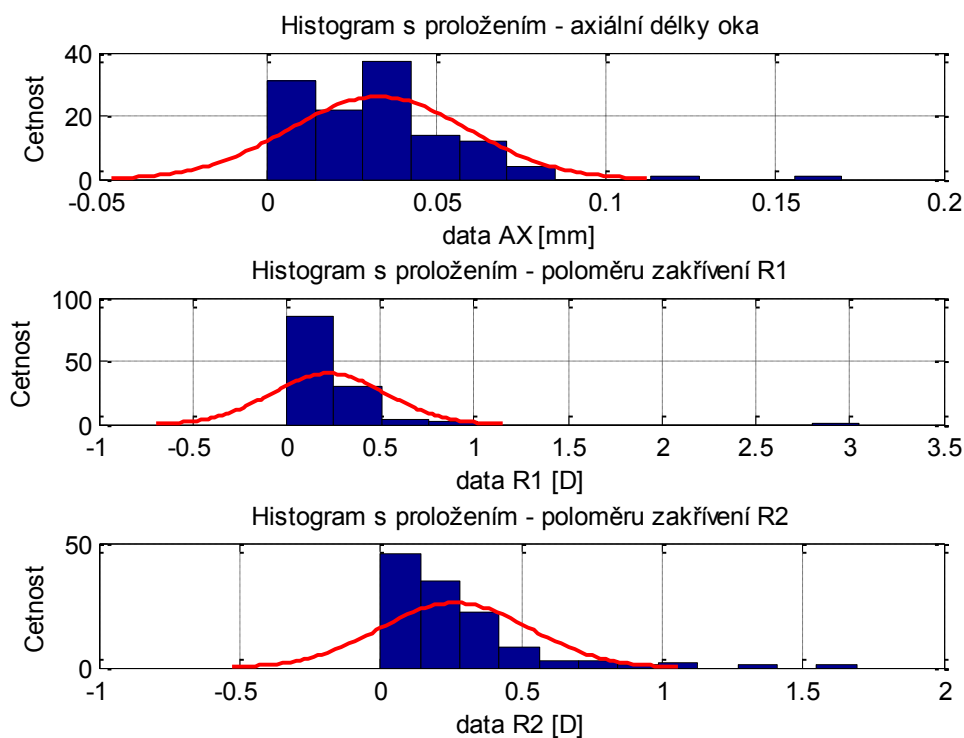 Histogram s proložením - axiální délky oka
40
20
0
Cetnost
-0.05 0 0.05 0.1 0.15 0.2
data AX [mm]
Histogram s proložením - poloměru zakřívení R1
100
50
0
Cetnost
-1 -0.5 0 0.5 1 1.5 2 2.5 3 3.5
data R1 [D]
Histogram s proložením - poloměru zakřívení R2
50
0
Cetnost
-1 -0.5 0 0.5 1 1.5 2
data R2 [D]